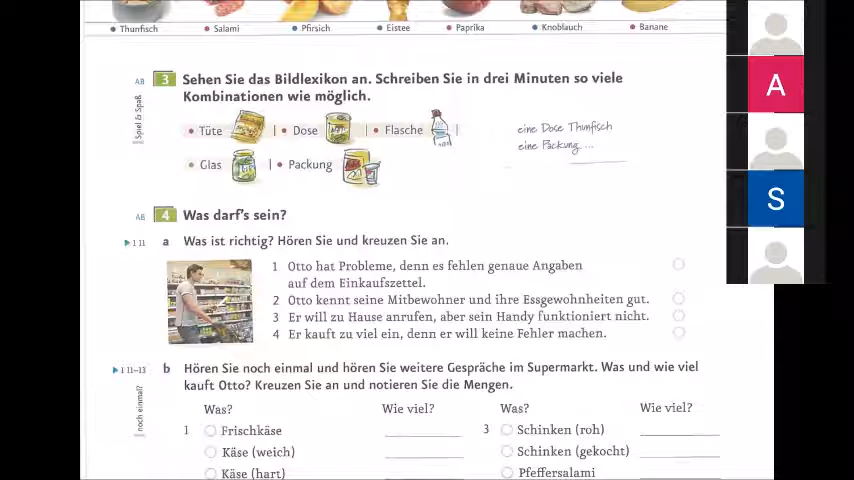 • Thunfisch • Salami • Pfirsich • Eistee • Paprika • Knoblauch • Banane
AB 3 Sehen Sie das Bildlexikon an. Schreiben Sie in drei Minuten so viele
Kombinationen wie möglich.
Spiel & Spaß
• Tüte | • Dose | • Flasche |
• Glas | • Packung
eine Dose Thunfisch
eine Packung ...
AB 4 Was darf's sein?
▶ 1 11 a Was ist richtig? Hören Sie und kreuzen Sie an.
1 Otto hat Probleme, denn es fehlen genaue Angaben
auf dem Einkaufszettel.
2 Otto kennt seine Mitbewohner und ihre Essgewohnheiten gut.
3 Er will zu Hause anrufen, aber sein Handy funktioniert nicht.
4 Er kauft zu viel ein, denn er will keine Fehler machen.
▶ 1 11–13 b Hören Sie noch einmal und hören Sie weitere Gespräche im Supermarkt. Was und wie viel
kauft Otto? Kreuzen Sie an und notieren Sie die Mengen.
noch einmal?
Was? Wie viel? Was? Wie viel?
1 Frischkäse 3 Schinken (roh)
Käse (weich) Schinken (gekocht)
Käse (hart) Pfeffersalami
A
S